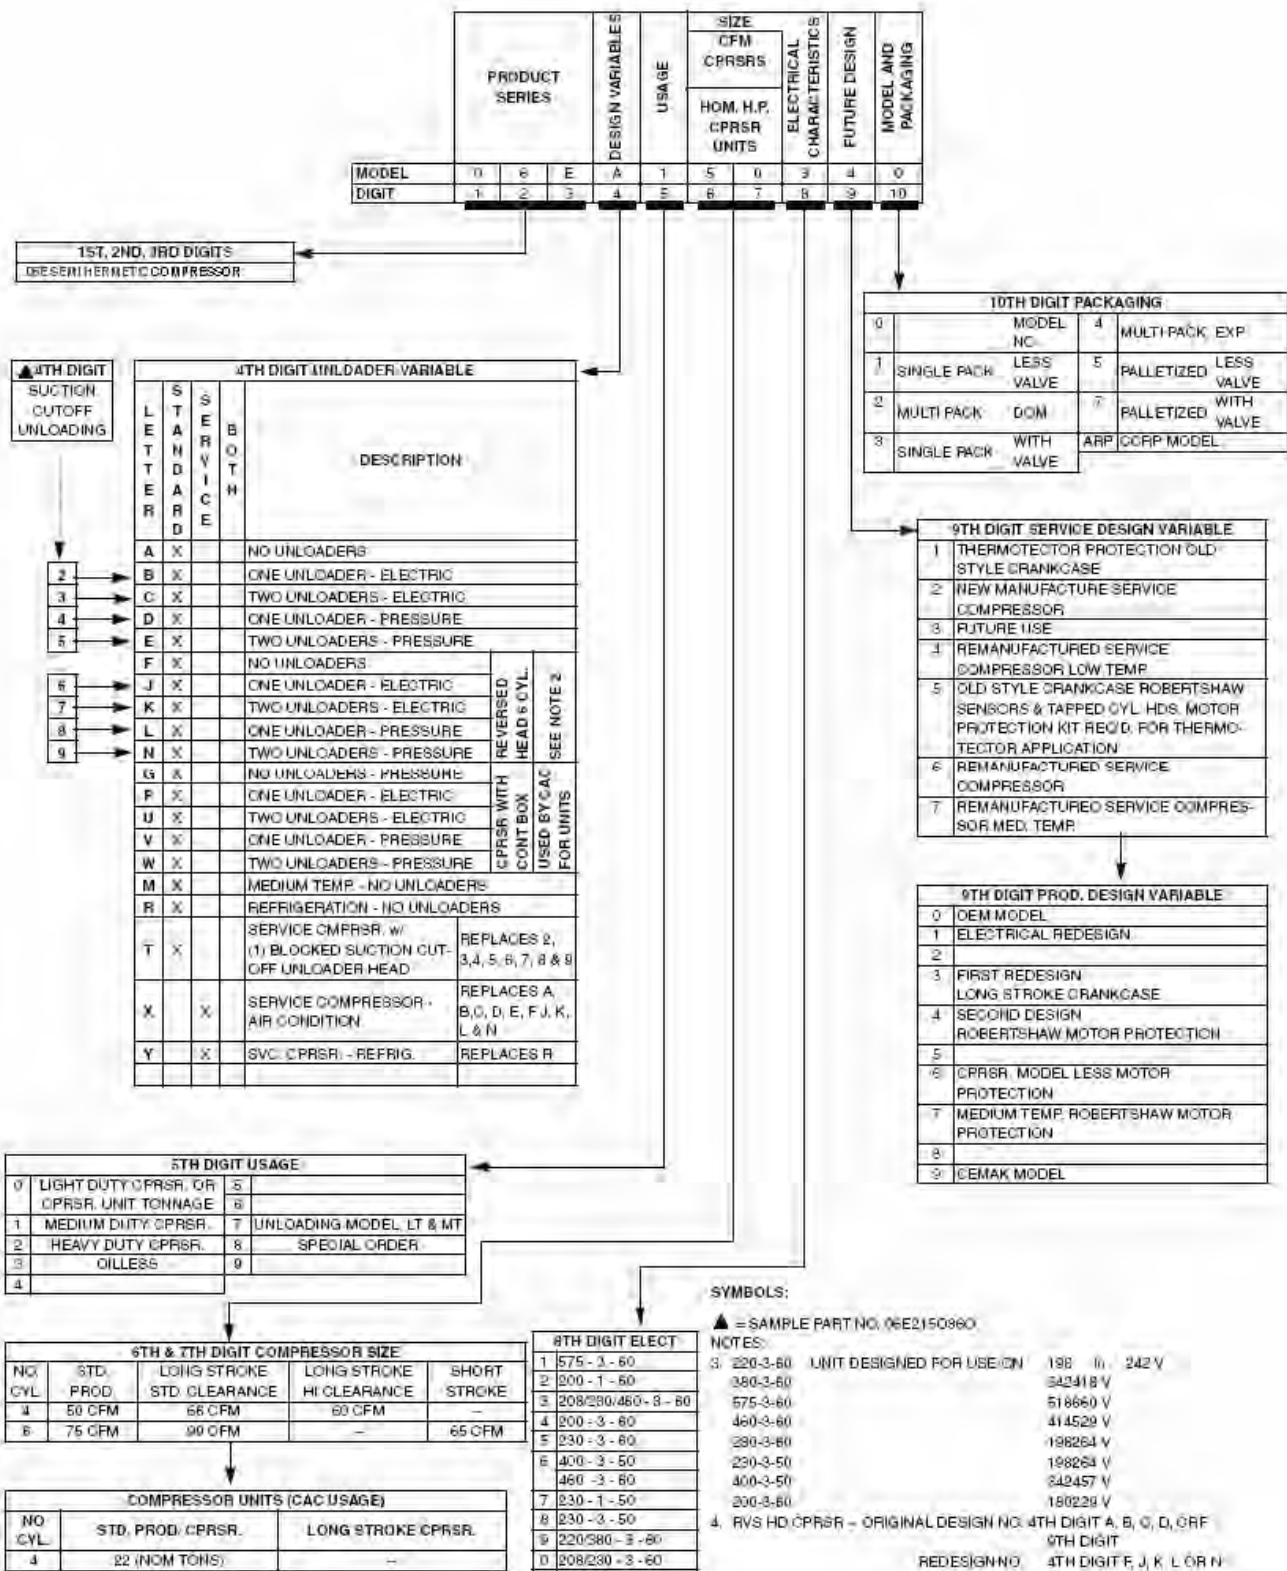 PRODUCT SERIES
DESIGN VARIABLES
USAGE
SIZE
CFM
CPRSRS
HOM. H.P.
CPRSR
UNITS
ELECTRICAL CHARACTERISTICS
FUTURE DESIGN
MODEL AND PACKAGING
MODEL 0 6 E A 1 5 0 3 4 0
DIGIT 1 2 3 4 5 6 7 8 9 10
1ST, 2ND, 3RD DIGITS
06E SEMI HERMETIC COMPRESSOR
10TH DIGIT PACKAGING
0 MODEL NO. 4 MULTI PACK EXP
1 SINGLE PACK LESS VALVE 5 PALLETIZED LESS VALVE
2 MULTI PACK DOM 7 PALLETIZED WITH VALVE
3 SINGLE PACK WITH VALVE ARP CORP MODEL
▲4TH DIGIT
SUCTION
CUTOFF
UNLOADING
4TH DIGIT UNLOADER VARIABLE
LETTER STANDARD SERVICE BOTH DESCRIPTION
A X NO UNLOADERS
2 B X ONE UNLOADER - ELECTRIC
3 C X TWO UNLOADERS - ELECTRIC
4 D X ONE UNLOADER - PRESSURE
5 E X TWO UNLOADERS - PRESSURE
F X NO UNLOADERS
6 J X ONE UNLOADER - ELECTRIC
7 K X TWO UNLOADERS - ELECTRIC
8 L X ONE UNLOADER - PRESSURE
9 N X TWO UNLOADERS - PRESSURE
REVERSED HEAD 6 CYL.
SEE NOTE 2
G X NO UNLOADERS - PRESSURE
P X ONE UNLOADER - ELECTRIC
U X TWO UNLOADERS - ELECTRIC
V X ONE UNLOADER - PRESSURE
W X TWO UNLOADERS - PRESSURE
CPRSR WITH CONT BOX
USED BY CAC FOR UNITS
M X MEDIUM TEMP. - NO UNLOADERS
R X REFRIGERATION - NO UNLOADERS
T X SERVICE CMPRSR. w/ (1) BLOCKED SUCTION CUT-OFF UNLOADER HEAD REPLACES 2, 3,4, 5, 6, 7, 8 & 9
X X SERVICE COMPRESSOR - AIR CONDITION REPLACES A, B,C, D, E, F J, K, L & N
Y X SVC. CPRSR. - REFRIG. REPLACES R
9TH DIGIT SERVICE DESIGN VARIABLE
1 THERMOTECTOR PROTECTION OLD
STYLE CRANKCASE
2 NEW MANUFACTURE SERVICE
COMPRESSOR
3 FUTURE USE
4 REMANUFACTURED SERVICE
COMPRESSOR LOW TEMP
5 OLD STYLE CRANKCASE ROBERTSHAW
SENSORS & TAPPED CYL. HDS. MOTOR
PROTECTION KIT REQ'D. FOR THERMO-
TECTOR APPLICATION
6 REMANUFACTURED SERVICE
COMPRESSOR
7 REMANUFACTURED SERVICE COMPRES-
SOR MED. TEMP.
9TH DIGIT PROD. DESIGN VARIABLE
0 OEM MODEL
1 ELECTRICAL REDESIGN
2
3 FIRST REDESIGN
LONG STROKE CRANKCASE
4 SECOND DESIGN
ROBERTSHAW MOTOR PROTECTION
5
6 CPRSR. MODEL LESS MOTOR
PROTECTION
7 MEDIUM TEMP. ROBERTSHAW MOTOR
PROTECTION
8
9 CEMAK MODEL
5TH DIGIT USAGE
0 LIGHT DUTY CPRSR. OR 5
CPRSR. UNIT TONNAGE 6
1 MEDIUM DUTY CPRSR. 7 UNLOADING MODEL, LT & MT
2 HEAVY DUTY CPRSR. 8 SPECIAL ORDER
3 OILLESS 9
4
6TH & 7TH DIGIT COMPRESSOR SIZE
NO. CYL STD. PROD. LONG STROKE STD. CLEARANCE LONG STROKE HI CLEARANCE SHORT STROKE
4 50 CFM 66 CFM 60 CFM --
6 75 CFM 99 CFM -- 65 CFM
COMPRESSOR UNITS (CAC USAGE)
NO CYL. STD. PROD. CPRSR. LONG STROKE CPRSR.
4 22 (NOM TONS) --
8TH DIGIT ELECT
1 575 - 3 - 60
2 200 - 1 - 60
3 208/230/460 - 3 - 60
4 200 - 3 - 60
5 230 - 3 - 60
6 400 - 3 - 50
460 - 3 - 60
7 230 - 1 - 50
8 230 - 3 - 50
9 220/380 - 3 - 60
0 208/230 - 3 - 60
SYMBOLS:
▲ = SAMPLE PART NO. 06E2150360
NOTES:
3. 220-3-60 UNIT DESIGNED FOR USE ON 198 242 V
380-3-60 342418 V
575-3-60 518660 V
460-3-60 414529 V
230-3-60 198264 V
230-3-50 198264 V
400-3-50 342457 V
200-3-60 180229 V
4. RVS HD CPRSR – ORIGINAL DESIGN NO. 4TH DIGIT A, B, C, D, OR
9TH DIGIT
REDESIGN NO. 4TH DIGIT F, J, K, L OR N